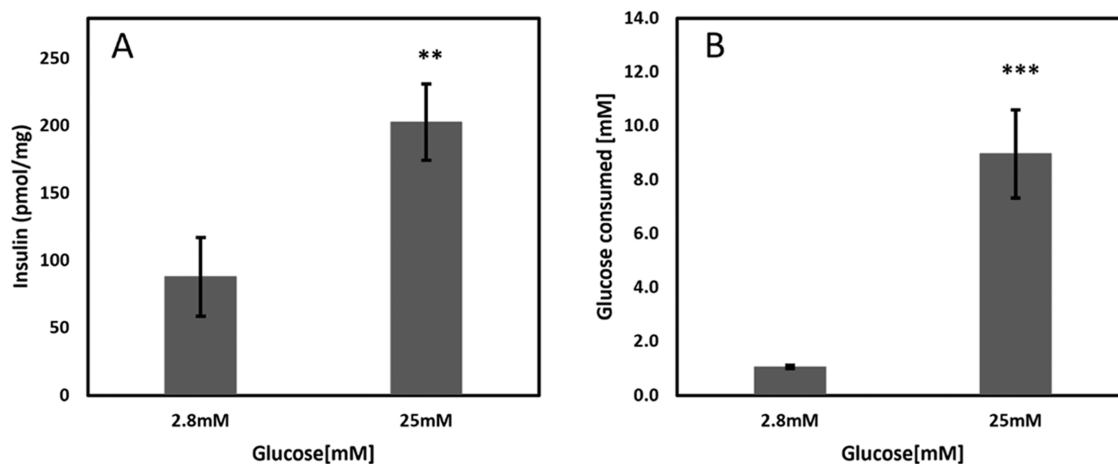 A
Insulin (pmol/mg)
250
200
150
100
50
0
**
2.8mM
25mM
Glucose[mM]
B
Glucose consumed [mM]
14.0
12.0
10.0
8.0
6.0
4.0
2.0
0.0
***
2.8mM
25mM
Glucose[mM]